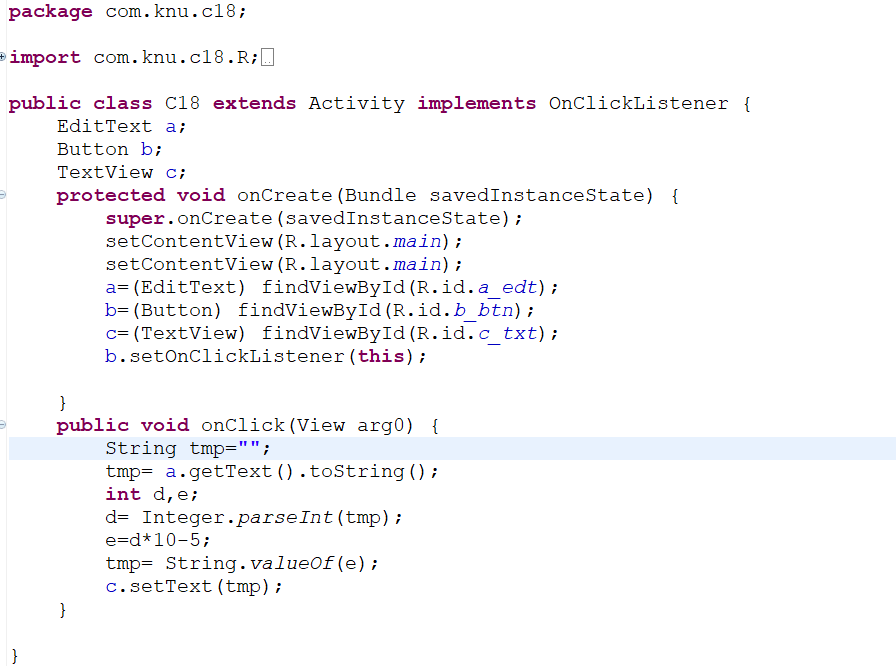 package com.knu.c18;
import com.knu.c18.R;
public class C18 extends Activity implements OnClickListener {
    EditText a;
    Button b;
    TextView c;
    protected void onCreate(Bundle savedInstanceState) {
        super.onCreate(savedInstanceState);
        setContentView(R.layout.main);
        setContentView(R.layout.main);
        a=(EditText) findViewById(R.id.a_edt);
        b=(Button) findViewById(R.id.b_btn);
        c=(TextView) findViewById(R.id.c_txt);
        b.setOnClickListener(this);
    }
    public void onClick(View arg0) {
        String tmp="";
        tmp= a.getText().toString();
        int d,e;
        d= Integer.parseInt(tmp);
        e=d*10-5;
        tmp= String.valueOf(e);
        c.setText(tmp);
    }
}